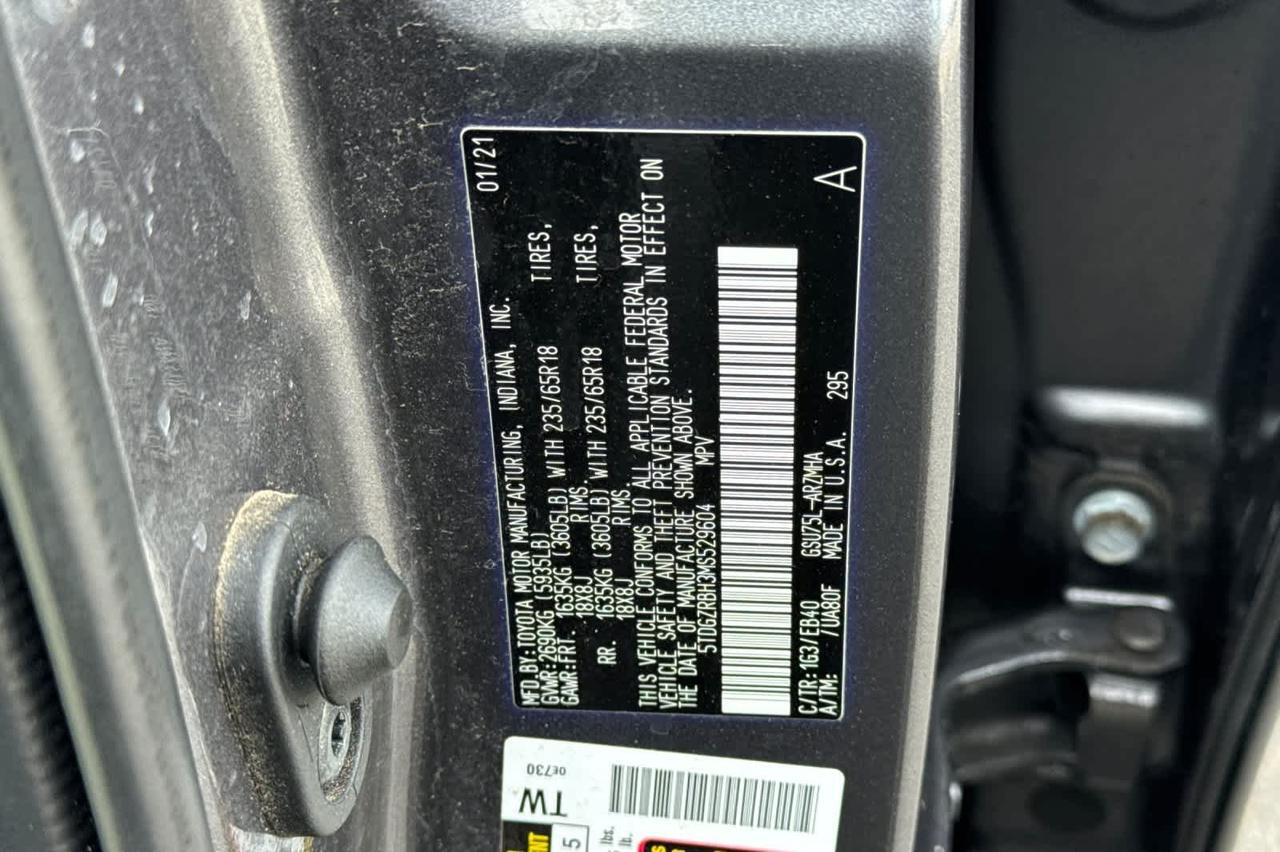 MFD.BY:TOYOTA MOTOR MANUFACTURING, INDIANA, INC. 01/21
GVWR:2690KG (5935LB)
GAWR:FRT. 1635KG (3605LB) WITH 235/65R18 TIRES,
18X8J RIMS,
RR. 1635KG (3605LB) WITH 235/65R18 TIRES,
18X8J RIMS
THIS VEHICLE CONFORMS TO ALL APPLICABLE FEDERAL MOTOR
VEHICLE SAFETY AND THEFT PREVENTION STANDARDS IN EFFECT ON
THE DATE OF MANUFACTURE SHOWN ABOVE.
5TDGZRBH3MS529604 MPV
C/TR:1G3/EB40 GSU75L-ARZMHA
A/TM: /UA80F MADE IN U.S.A. 295 A
TW 0E730
5
lbs.
lb.